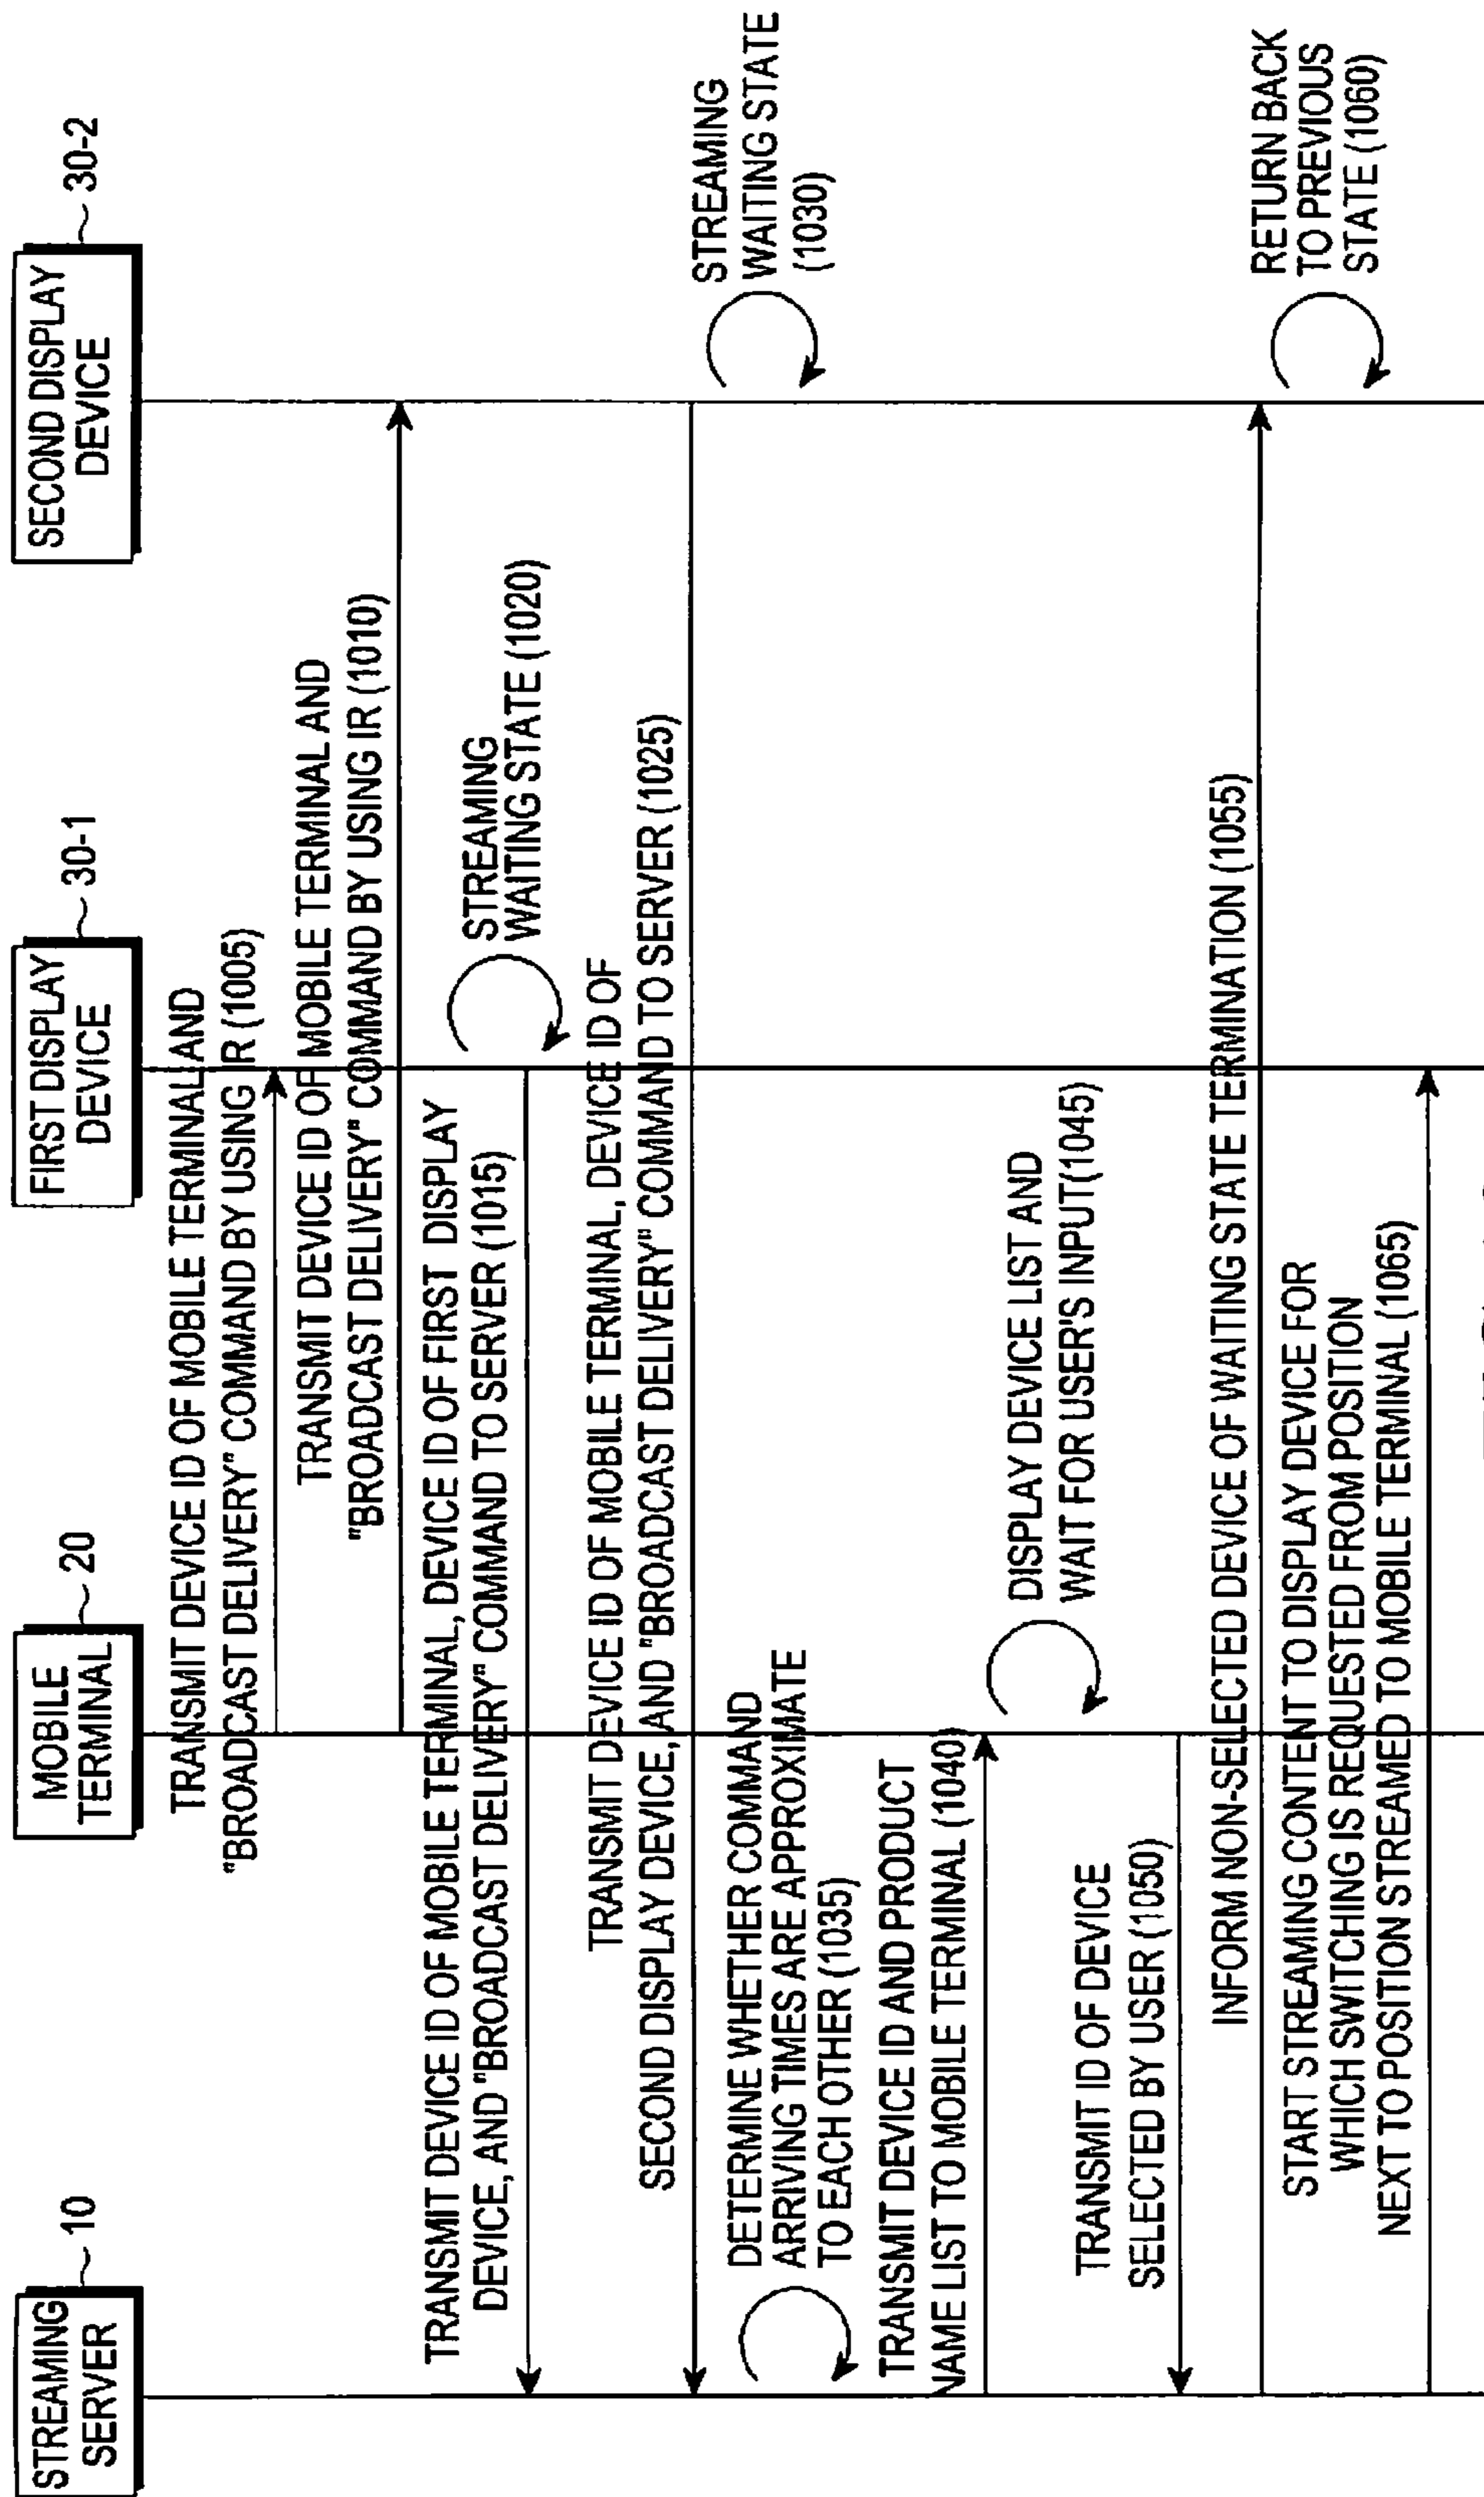 STREAMING
SERVER
10
MOBILE
TERMINAL
20
FIRST DISPLAY
DEVICE
30-1
SECOND DISPLAY
DEVICE
30-2
TRANSMIT DEVICE ID OF MOBILE TERMINAL AND
"BROADCAST DELIVERY" COMMAND BY USING IR (1005)
TRANSMIT DEVICE ID OF MOBILE TERMINAL AND
"BROADCAST DELIVERY" COMMAND BY USING IR (1010)
TRANSMIT DEVICE ID OF MOBILE TERMINAL, DEVICE ID OF FIRST DISPLAY
DEVICE, AND "BROADCAST DELIVERY" COMMAND TO SERVER (1015)
STREAMING
WAITING STATE (1020)
TRANSMIT DEVICE ID OF MOBILE TERMINAL, DEVICE ID OF
SECOND DISPLAY DEVICE, AND "BROADCAST DELIVERY" COMMAND TO SERVER (1025)
STREAMING
WAITING STATE
(1030)
DETERMINE WHETHER COMMAND
ARRIVING TIMES ARE APPROXIMATE
TO EACH OTHER (1035)
TRANSMIT DEVICE ID AND PRODUCT
NAME LIST TO MOBILE TERMINAL (1040)
DISPLAY DEVICE LIST AND
WAIT FOR USER'S INPUT(1045)
TRANSMIT ID OF DEVICE
SELECTED BY USER (1050)
INFORM NON-SELECTED DEVICE OF WAITING STATE TERMINATION (1055)
RETURN BACK
TO PREVIOUS
STATE (1060)
START STREAMING CONTENT TO DISPLAY DEVICE FOR
WHICH SWITCHING IS REQUESTED FROM POSITION
NEXT TO POSITION STREAMED TO MOBILE TERMINAL (1065)